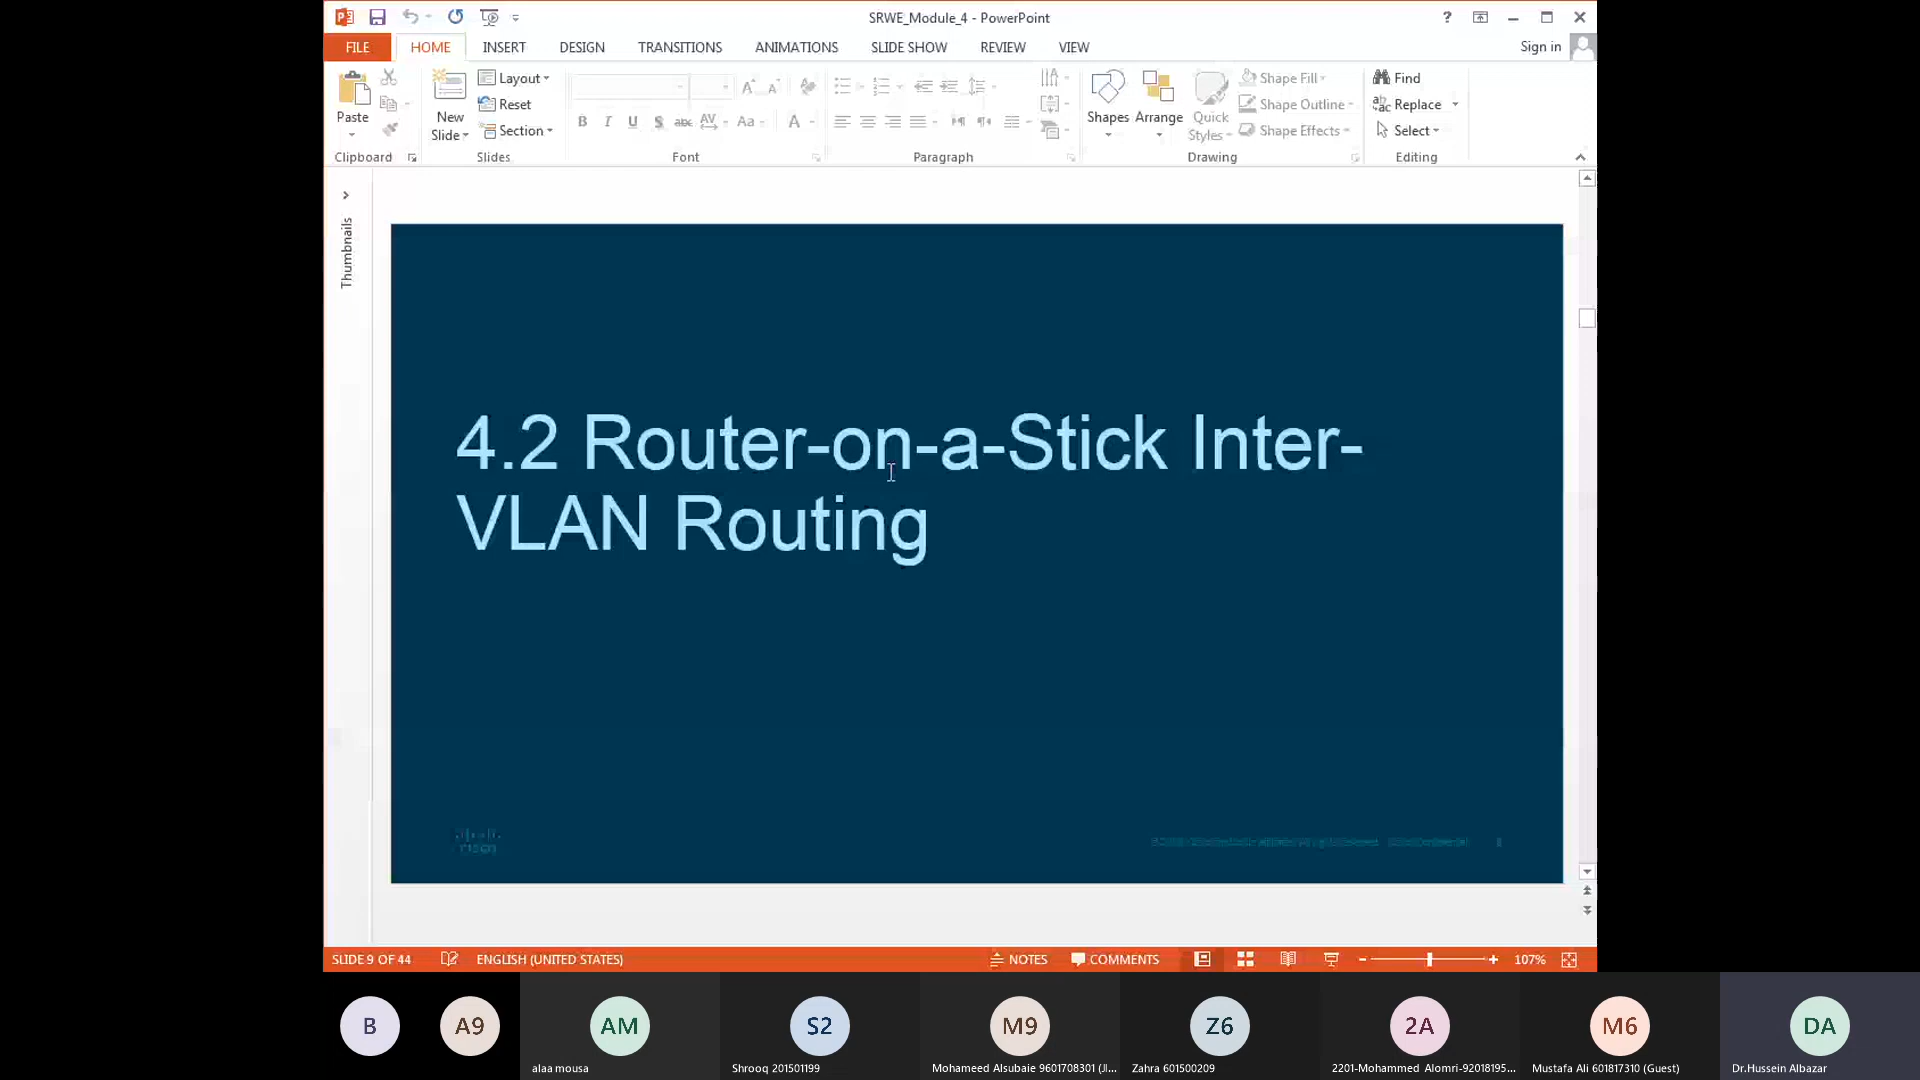 SRWE_Module_4 - PowerPoint
?
FILE
HOME
INSERT
DESIGN
TRANSITIONS
ANIMATIONS
SLIDE SHOW
REVIEW
VIEW
Sign in
Paste
New
Slide
Layout
Reset
Section
B I U S abc AV Aa A
Shapes
Arrange
Quick
Styles
Shape Fill
Shape Outline
Shape Effects
Find
Replace
Select
Clipboard
Slides
Font
Paragraph
Drawing
Editing
Thumbnails
4.2 Router-on-a-Stick Inter-
VLAN Routing
SLIDE 9 OF 44
ENGLISH (UNITED STATES)
NOTES
COMMENTS
107%
B
A9
AM
S2
M9
Z6
2A
M6
DA
alaa mousa
Shrooq 201501199
Mohameed Alsubaie 9601708301 (JI...
Zahra 601500209
2201-Mohammed Alomri-92018195...
Mustafa Ali 601817310 (Guest)
Dr.Hussein Albazar